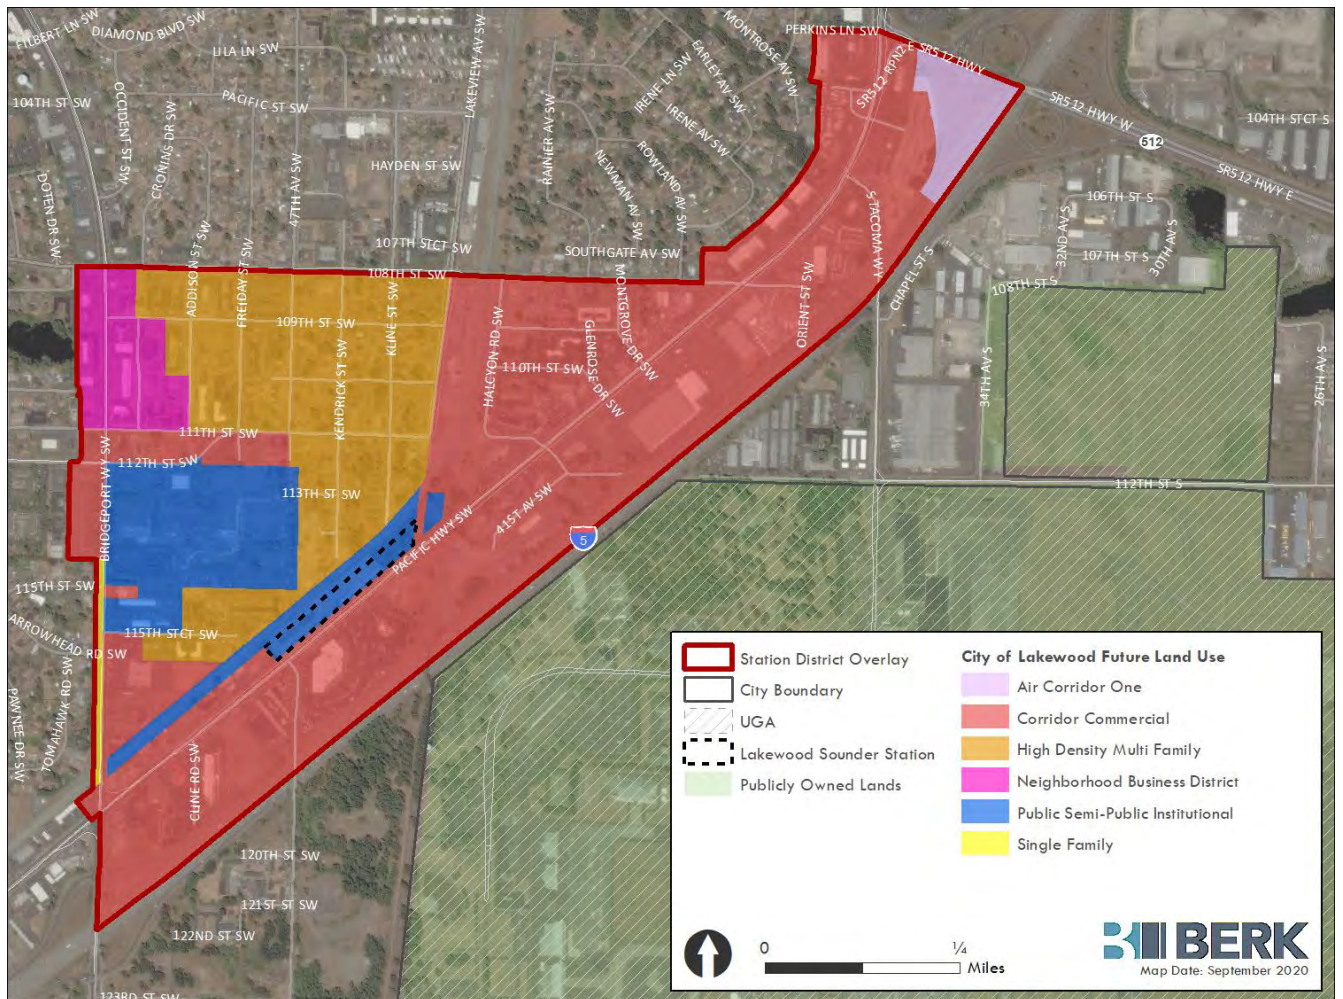 FILBERT LN SW
DIAMOND BLVD SW
LILA LN SW
LAKEVIEW AV SW
MONTROSE AV SW
EARLEY AV SW
IRENE LN SW
IRENE AV SW
PERKINS LN SW
SR512 RPN2 E
SR512 HWY
SR512 HWY W
512
SR512 HWY E
104TH ST CT S
104TH ST SW
OCCIDENT ST SW
PACIFIC ST SW
CRONINS DR SW
47TH AV SW
HAYDEN ST SW
RAINIER AV SW
NEWMAN AV SW
ROWLAND AV SW
DOTEN DR SW
ADDISON ST SW
FREIDAY ST SW
107TH ST CT SW
108TH ST SW
SOUTHGATE AV SW
S TACOMA WY
CHAPEL ST S
106TH ST S
107TH ST S
108TH ST S
32ND AV S
30TH AV S
109TH ST SW
KLINE ST SW
KENDRICK ST SW
HALCYON RD SW
110TH ST SW
GLENROSE DR SW
MONTGROVE DR SW
ORIENT ST SW
34TH AV S
26TH AV S
111TH ST SW
112TH ST SW
113TH ST SW
BRIDGEPORT WY SW
PACIFIC HWY SW
41ST AV SW
5
112TH ST S
115TH ST SW
115TH ST CT SW
ARROWHEAD RD SW
TOMAHAWK RD SW
PAWNEE DR SW
CLINE RD SW
120TH ST SW
121ST ST SW
122ND ST SW
123RD ST SW
Station District Overlay
City Boundary
UGA
Lakewood Sounder Station
Publicly Owned Lands
City of Lakewood Future Land Use
Air Corridor One
Corridor Commercial
High Density Multi Family
Neighborhood Business District
Public Semi-Public Institutional
Single Family
0
¼
Miles
BERK
Map Date: September 2020